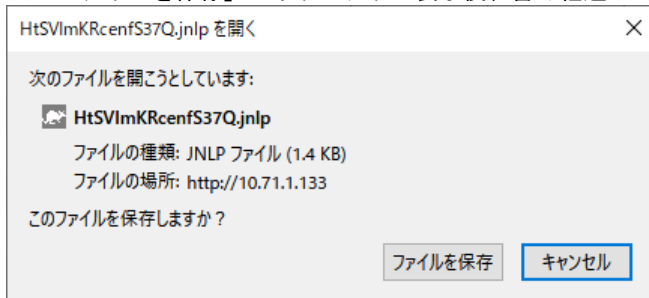 HtSVlmKRcenfS37Q.jnlp を開く
次のファイルを開こうとしています:
HtSVlmKRcenfS37Q.jnlp
ファイルの種類: JNLP ファイル (1.4 KB)
ファイルの場所: http://10.71.1.133
このファイルを保存しますか?
ファイルを保存
キャンセル